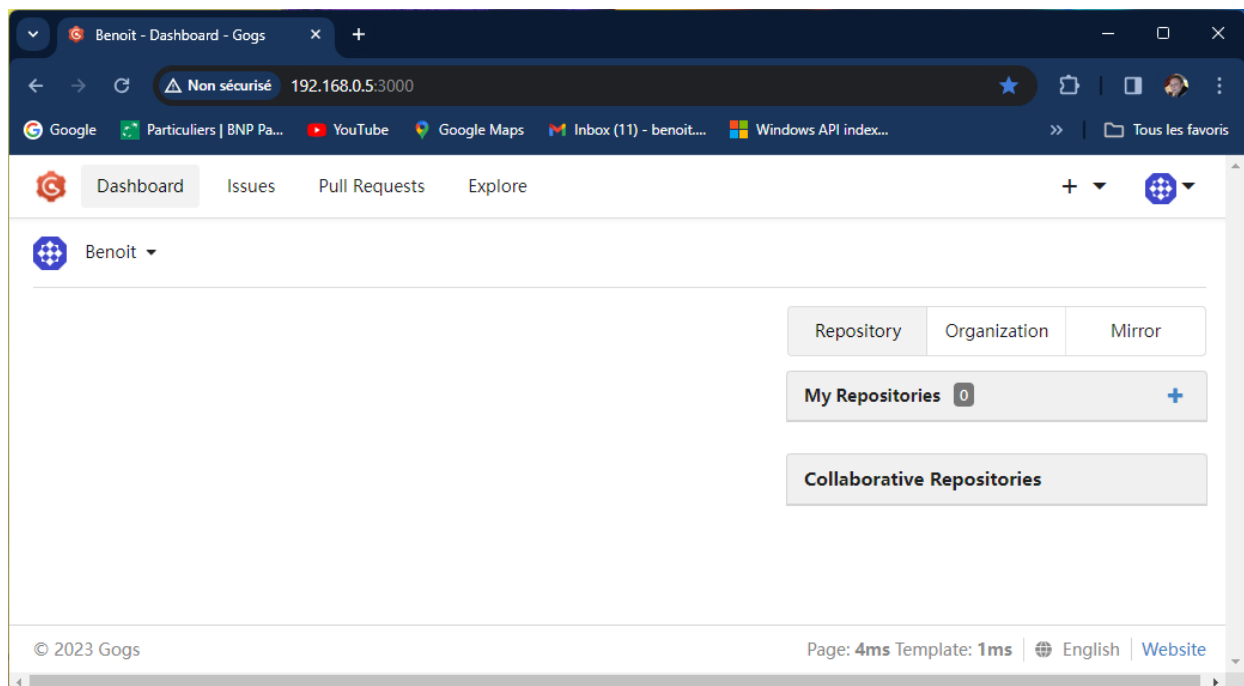 Benoit - Dashboard - Gogs
Non sécurisé 192.168.0.5:3000
Google Particuliers | BNP Pa... YouTube Google Maps Inbox (11) - benoit.... Windows API index... » Tous les favoris
Dashboard Issues Pull Requests Explore
Benoit
Repository Organization Mirror
My Repositories 0
Collaborative Repositories
© 2023 Gogs Page: 4ms Template: 1ms English Website